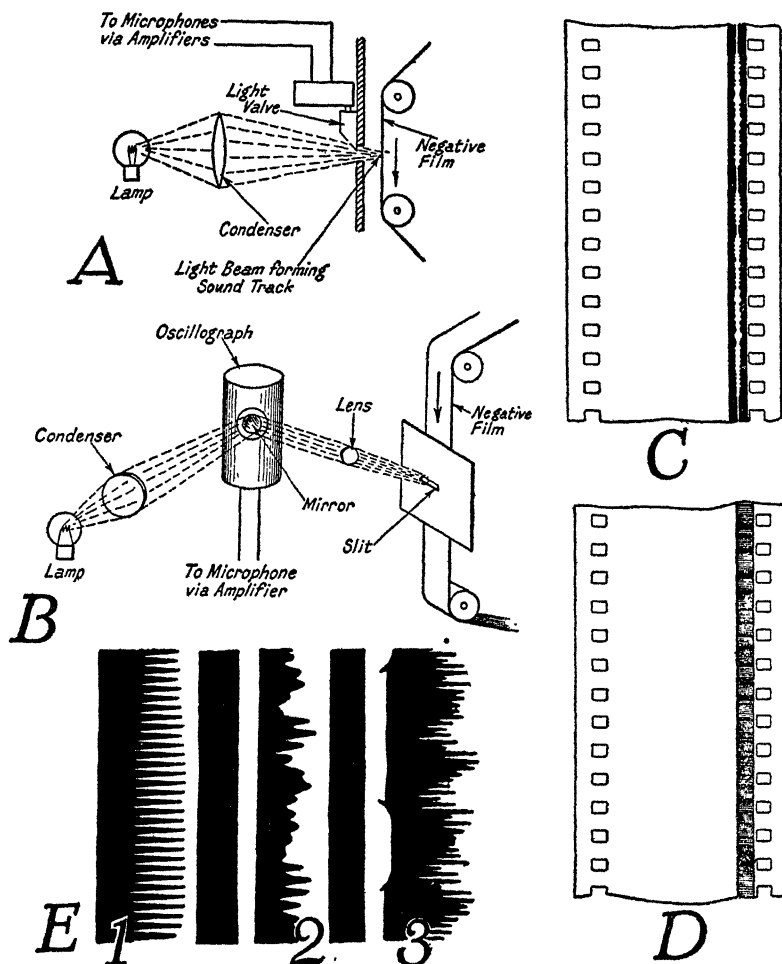 To Microphones
via Amplifiers
Light
Valve
Negative
Film
Lamp
Condenser
Light Beam forming
Sound Track
A
Oscillograph
Condenser
Lens
Negative
Film
Mirror
Slit
Lamp
To Microphone
via Amplifier
B
C
D
E 1 2 3